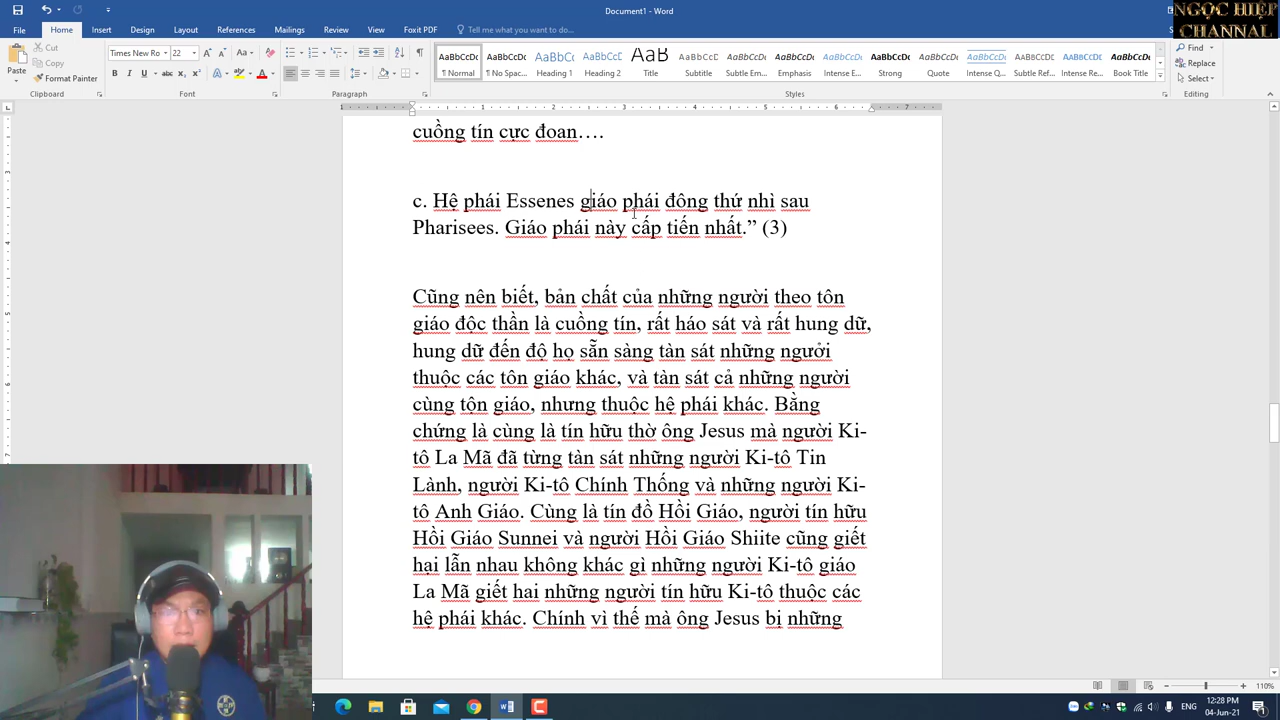 Document1 - Word
NGỌC HIỆP
CHANNAL
File
Home
Insert
Design
Layout
References
Mailings
Review
View
Foxit PDF
Tell me what you want to do...
Paste
Cut
Copy
Format Painter
Clipboard
Times New Ro
22
Font
Paragraph
AaBbCcDc
¶ Normal
AaBbCcDc
¶ No Spac...
AaBbC
Heading 1
AaBbCcC
Heading 2
AaB
Title
AaBbCcC
Subtitle
AaBbCcDc
Subtle Em...
AaBbCcDc
Emphasis
AaBbCcDc
Intense E...
AaBbCcDc
Strong
AaBbCcDc
Quote
AaBbCcDc
Intense Q...
AaBbCcDc
Subtle Ref...
AaBbCcDc
Intense Re...
AaBbCcDc
Book Title
Styles
Find
Replace
Select
Editing
cuồng tín cực đoan….
c. Hệ phái Essenes giáo phái đông thứ nhì sau
Pharisees. Giáo phái này cấp tiến nhất.” (3)
Cũng nên biết, bản chất của những người theo tôn
giáo độc thần là cuồng tín, rất háo sát và rất hung dữ,
hung dữ đến độ họ sẵn sàng tàn sát những người
thuộc các tôn giáo khác, và tàn sát cả những người
cùng tộn giáo, nhưng thuộc hệ phái khác. Bằng
chứng là cùng là tín hữu thờ ông Jesus mà người Ki-
tô La Mã đã từng tàn sát những người Ki-tô Tin
Lành, người Ki-tô Chính Thống và những người Ki-
tô Anh Giáo. Cùng là tín đồ Hồi Giáo, người tín hữu
Hồi Giáo Sunnei và người Hồi Giáo Shiite cũng giết
hại lẫn nhau không khác gì những người Ki-tô giáo
La Mã giết hai những người tín hữu Ki-tô thuộc các
hệ phái khác. Chính vì thế mà ông Jesus bị những
110%
12:28 PM
04-Jun-21